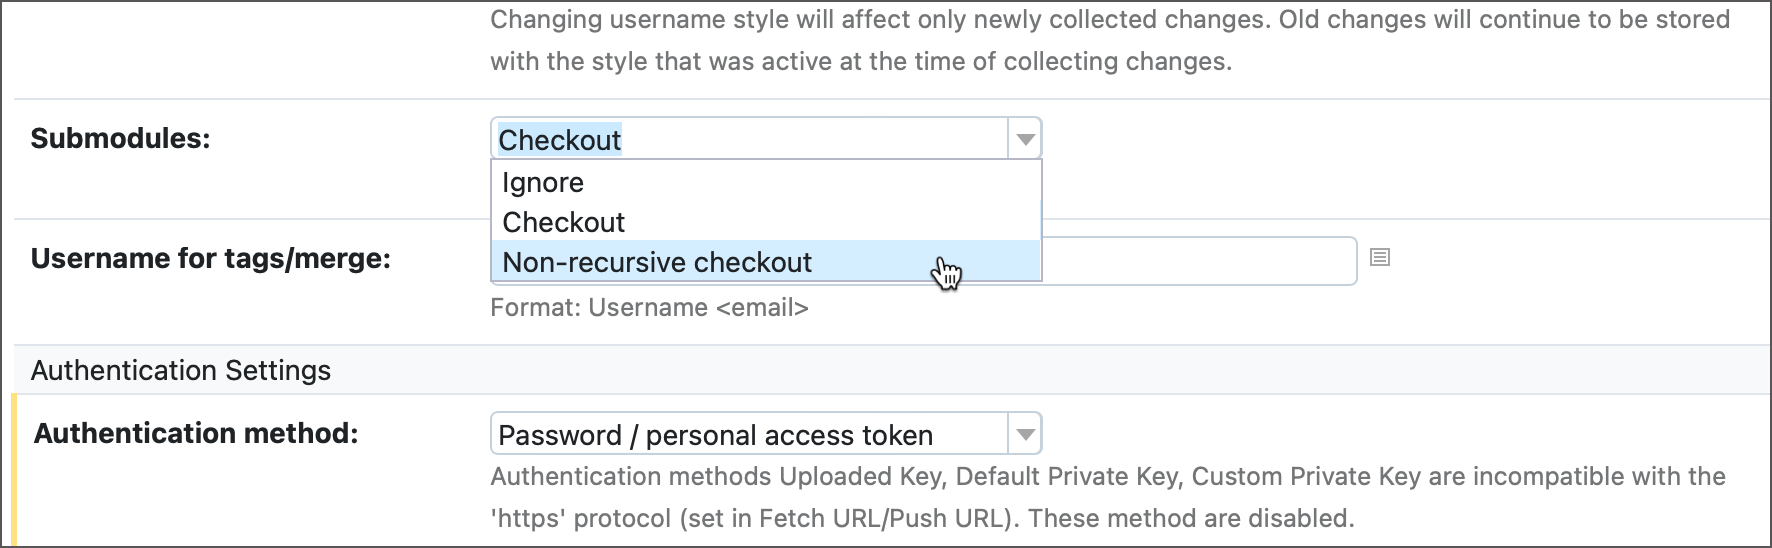 Changing username style will affect only newly collected changes. Old changes will continue to be stored
with the style that was active at the time of collecting changes.
Submodules:
Checkout
Ignore
Checkout
Non-recursive checkout
Username for tags/merge:
Format: Username <email>
Authentication Settings
Authentication method:
Password / personal access token
Authentication methods Uploaded Key, Default Private Key, Custom Private Key are incompatible with the
'https' protocol (set in Fetch URL/Push URL). These method are disabled.